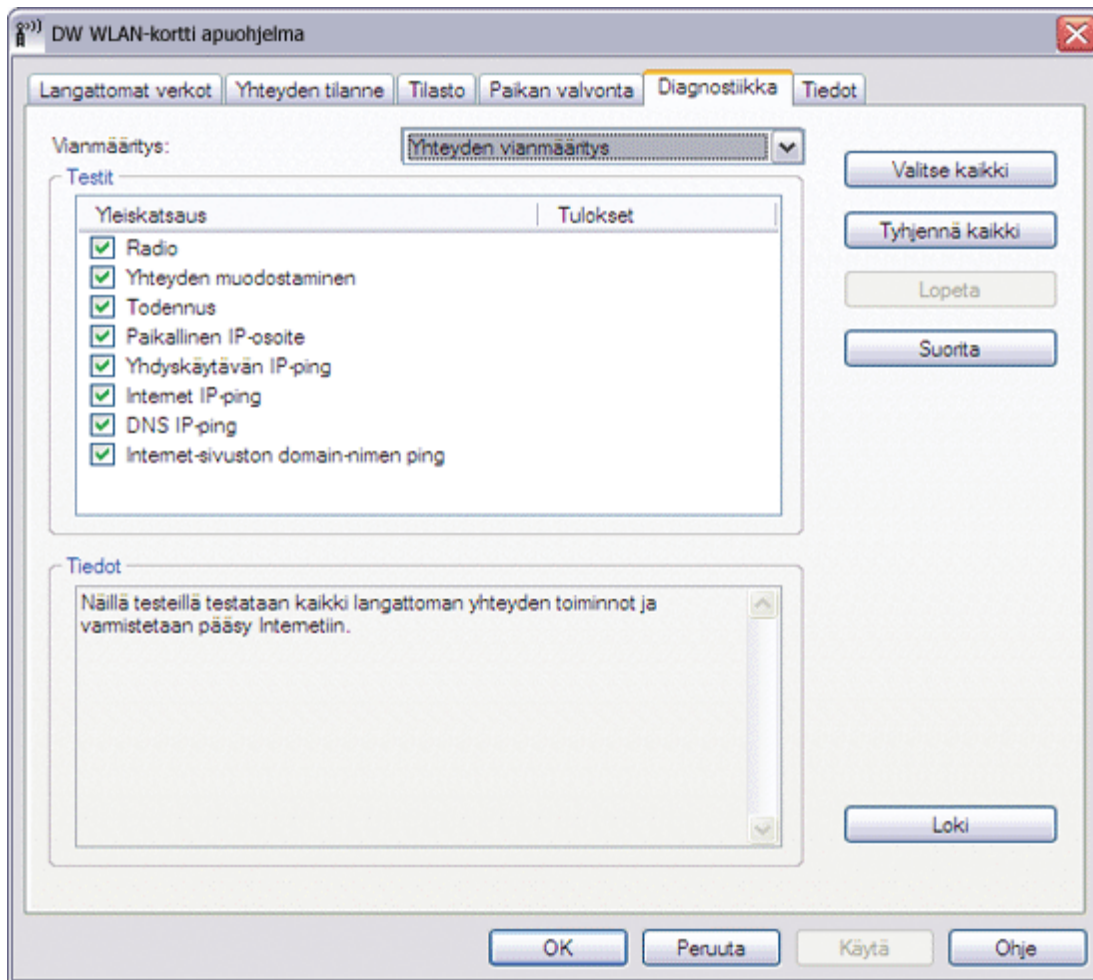 DW WLAN-kortti apuohjelma
Langattomat verkot
Yhteyden tilanne
Tilasto
Paikan valvonta
Diagnostiikka
Tiedot
Vianmääritys:
Yhteyden vianmääritys
Testit
Yleiskatsaus
Tulokset
Radio
Yhteyden muodostaminen
Todennus
Paikallinen IP-osoite
Yhdyskäytävän IP-ping
Internet IP-ping
DNS IP-ping
Internet-sivuston domain-nimen ping
Valitse kaikki
Tyhjennä kaikki
Lopeta
Suorita
Tiedot
Näillä testeillä testataan kaikki langattoman yhteyden toiminnot ja
varmistetaan pääsy Internetiin.
Loki
OK
Peruuta
Käytä
Ohje